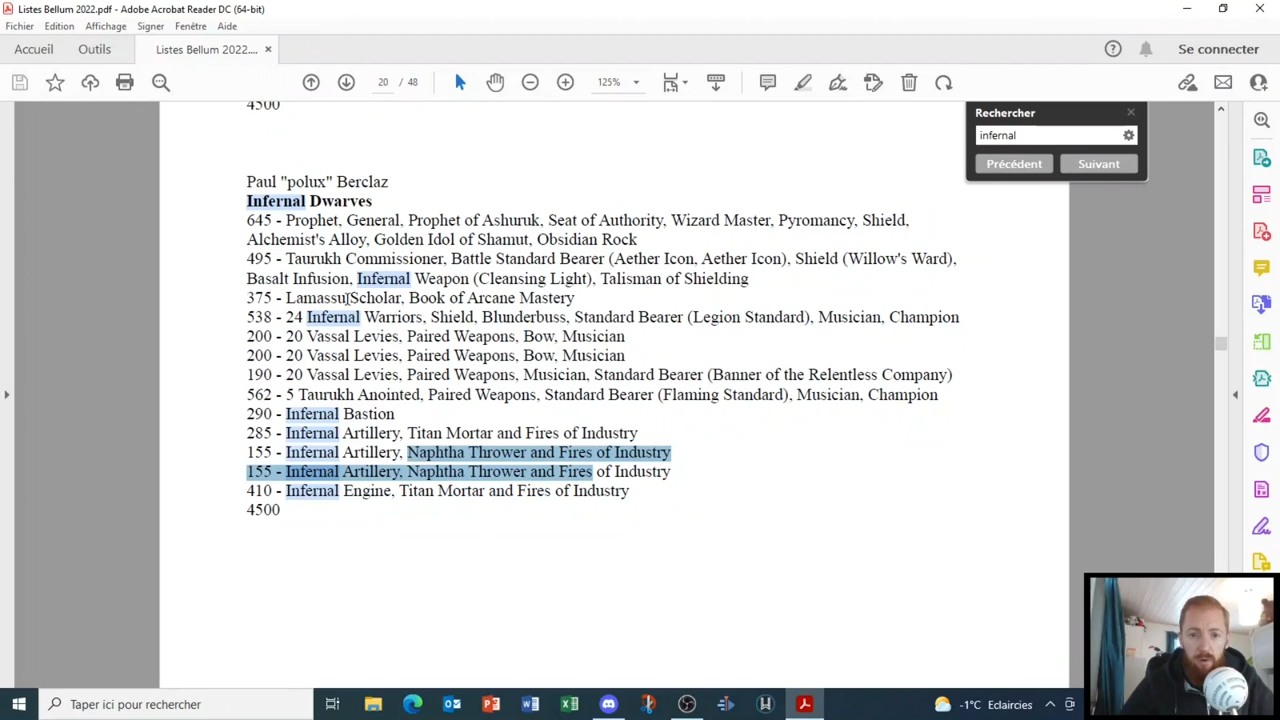 Listes Bellum 2022.pdf - Adobe Acrobat Reader DC (64-bit)
Fichier Edition Affichage Signer Fenêtre Aide
Accueil Outils Listes Bellum 2022.... Se connecter
20 / 48 125%
4500
Rechercher
infernal
Précédent Suivant
Paul "polux" Berclaz
Infernal Dwarves
645 - Prophet, General, Prophet of Ashuruk, Seat of Authority, Wizard Master, Pyromancy, Shield,
Alchemist's Alloy, Golden Idol of Shamut, Obsidian Rock
495 - Taurukh Commissioner, Battle Standard Bearer (Aether Icon, Aether Icon), Shield (Willow's Ward),
Basalt Infusion, Infernal Weapon (Cleansing Light), Talisman of Shielding
375 - Lamassu Scholar, Book of Arcane Mastery
538 - 24 Infernal Warriors, Shield, Blunderbuss, Standard Bearer (Legion Standard), Musician, Champion
200 - 20 Vassal Levies, Paired Weapons, Bow, Musician
200 - 20 Vassal Levies, Paired Weapons, Bow, Musician
190 - 20 Vassal Levies, Paired Weapons, Musician, Standard Bearer (Banner of the Relentless Company)
562 - 5 Taurukh Anointed, Paired Weapons, Standard Bearer (Flaming Standard), Musician, Champion
290 - Infernal Bastion
285 - Infernal Artillery, Titan Mortar and Fires of Industry
155 - Infernal Artillery, Naphtha Thrower and Fires of Industry
155 - Infernal Artillery, Naphtha Thrower and Fires of Industry
410 - Infernal Engine, Titan Mortar and Fires of Industry
4500
Taper ici pour rechercher
-1°C Eclaircies